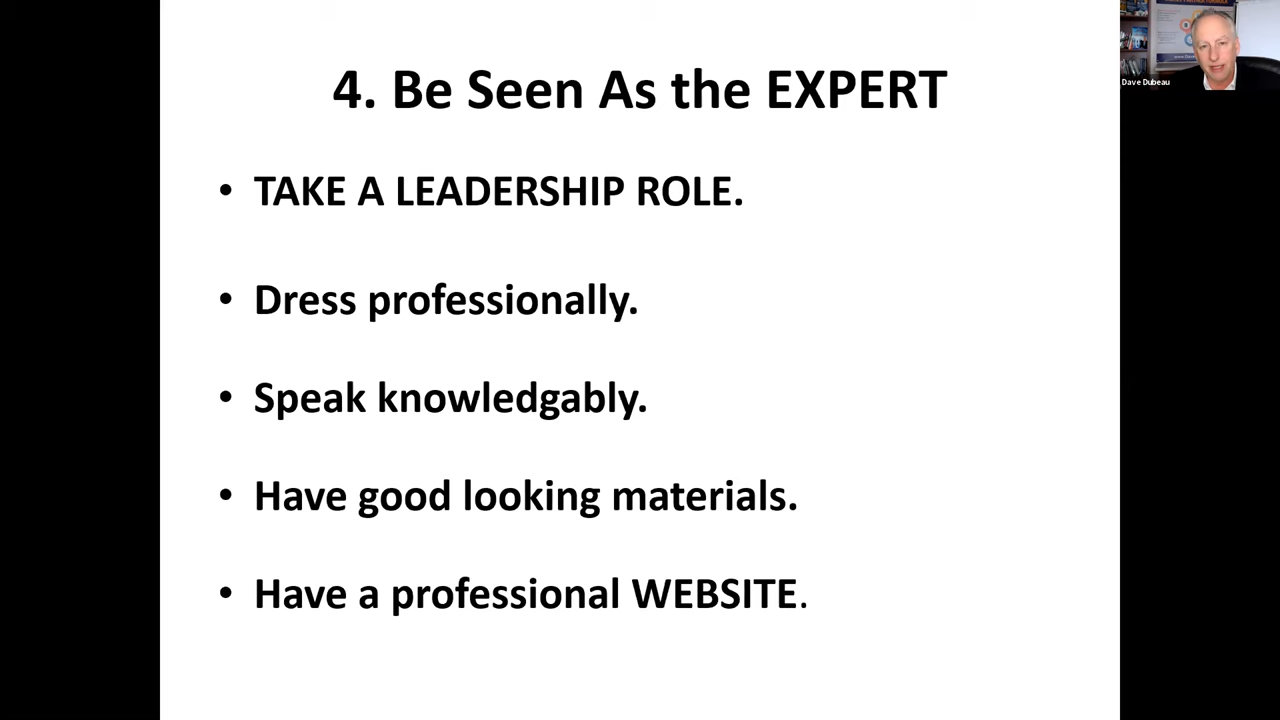 4. Be Seen As the EXPERT
• TAKE A LEADERSHIP ROLE.
• Dress professionally.
• Speak knowledgably.
• Have good looking materials.
• Have a professional WEBSITE.
Dave Dubeau